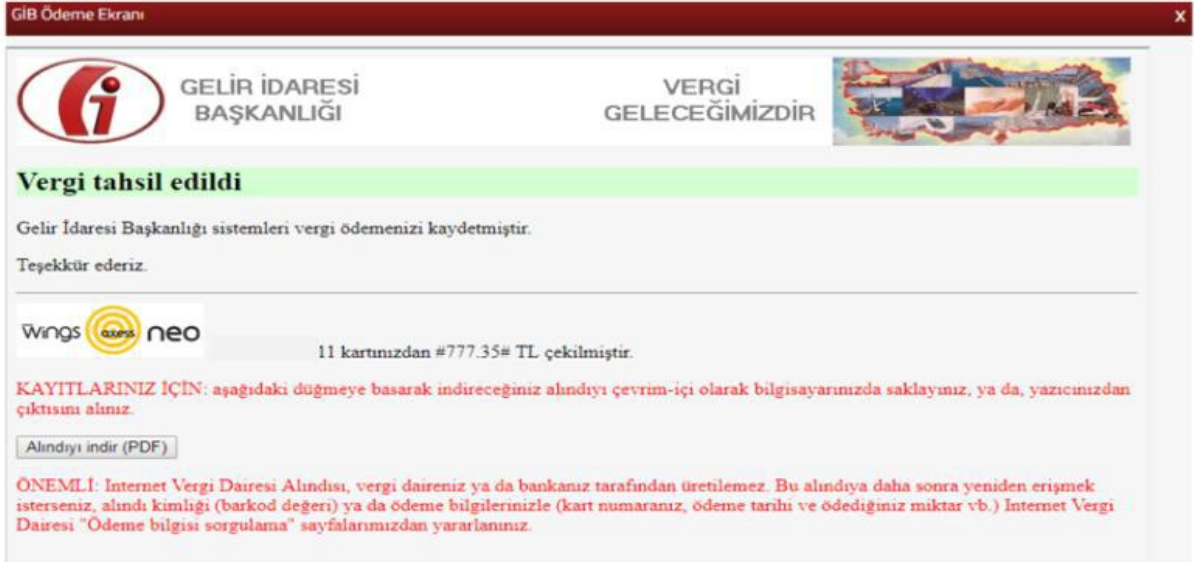 GİB Ödeme Ekranı
X
GELİR İDARESİ
BAŞKANLIĞI
VERGİ
GELECEĞİMİZDİR
Vergi tahsil edildi
Gelir İdaresi Başkanlığı sistemleri vergi ödemenizi kaydetmiştir.
Teşekkür ederiz.
wings axess neo
11 kartınızdan #777.35# TL çekilmiştir.
KAYITLARINIZ İÇİN: aşağıdaki düğmeye basarak indireceğiniz alındıyı çevrim-içi olarak bilgisayarınızda saklayınız, ya da, yazıcınızdan
çıktısını alınız.
Alındıyı indir (PDF)
ÖNEMLİ: Internet Vergi Dairesi Alındısı, vergi daireniz ya da bankanız tarafından üretilemez. Bu alındıya daha sonra yeniden erişmek
isterseniz, alındı kimliği (barkod değeri) ya da ödeme bilgilerinizle (kart numaranız, ödeme tarihi ve ödediğiniz miktar vb.) Internet Vergi
Dairesi "Ödeme bilgisi sorgulama" sayfalarımızdan yararlanınız.